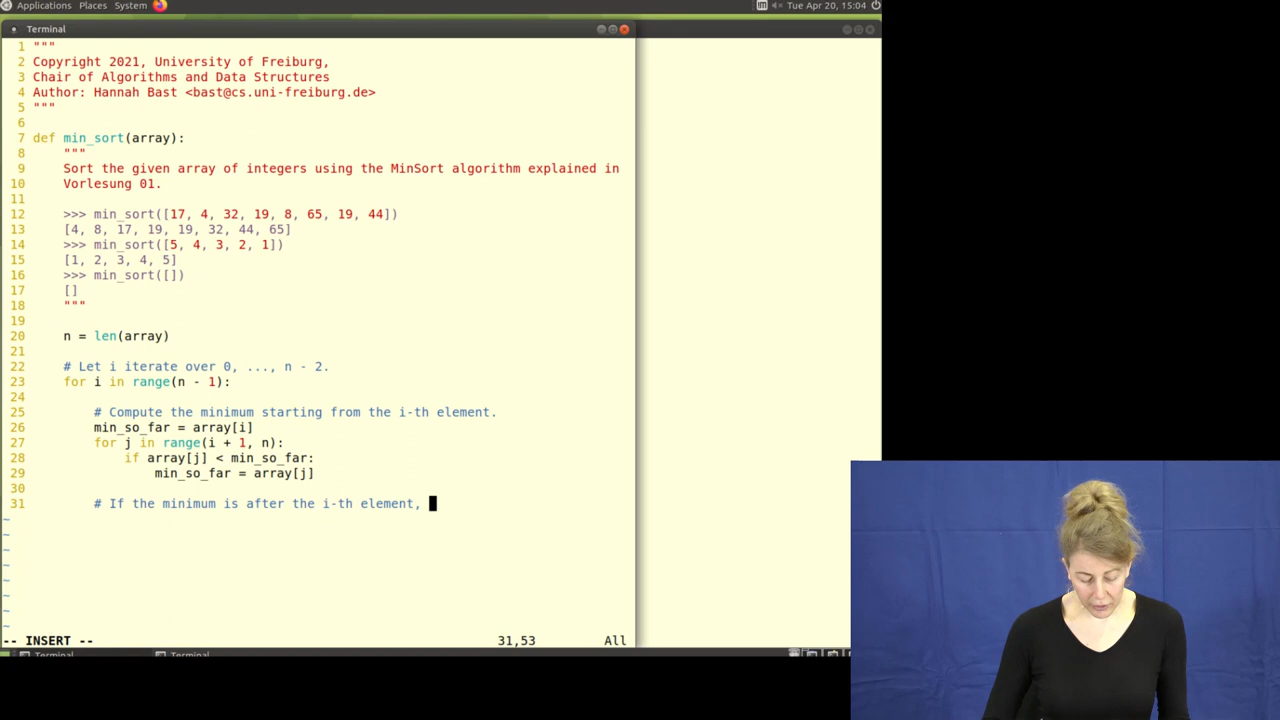 Applications Places System
Tue Apr 20, 15:04
Terminal
1 """
2 Copyright 2021, University of Freiburg,
3 Chair of Algorithms and Data Structures
4 Author: Hannah Bast <bast@cs.uni-freiburg.de>
5 """
6
7 def min_sort(array):
8     """
9     Sort the given array of integers using the MinSort algorithm explained in
10     Vorlesung 01.
11
12     >>> min_sort([17, 4, 32, 19, 8, 65, 19, 44])
13     [4, 8, 17, 19, 19, 32, 44, 65]
14     >>> min_sort([5, 4, 3, 2, 1])
15     [1, 2, 3, 4, 5]
16     >>> min_sort([])
17     []
18     """
19
20     n = len(array)
21
22     # Let i iterate over 0, ..., n - 2.
23     for i in range(n - 1):
24
25         # Compute the minimum starting from the i-th element.
26         min_so_far = array[i]
27         for j in range(i + 1, n):
28             if array[j] < min_so_far:
29                 min_so_far = array[j]
30
31         # If the minimum is after the i-th element,
~
~
~
~
~
~
~
~
-- INSERT -- 31,53 All
Terminal Terminal